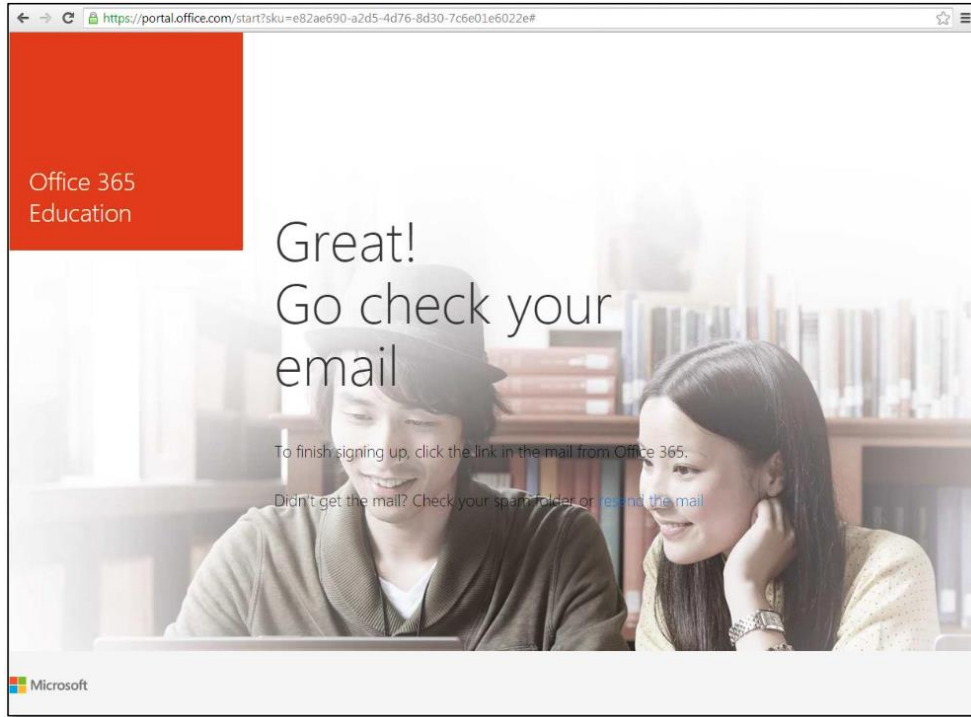 https://portal.office.com/start?sku=e82ae690-a2d5-4d76-8d30-7c6e01e6022e#
Office 365
Education
Great!
Go check your
email
To finish signing up, click the link in the mail from Office 365.
Didn't get the mail? Check your spam folder or resend the mail
Microsoft